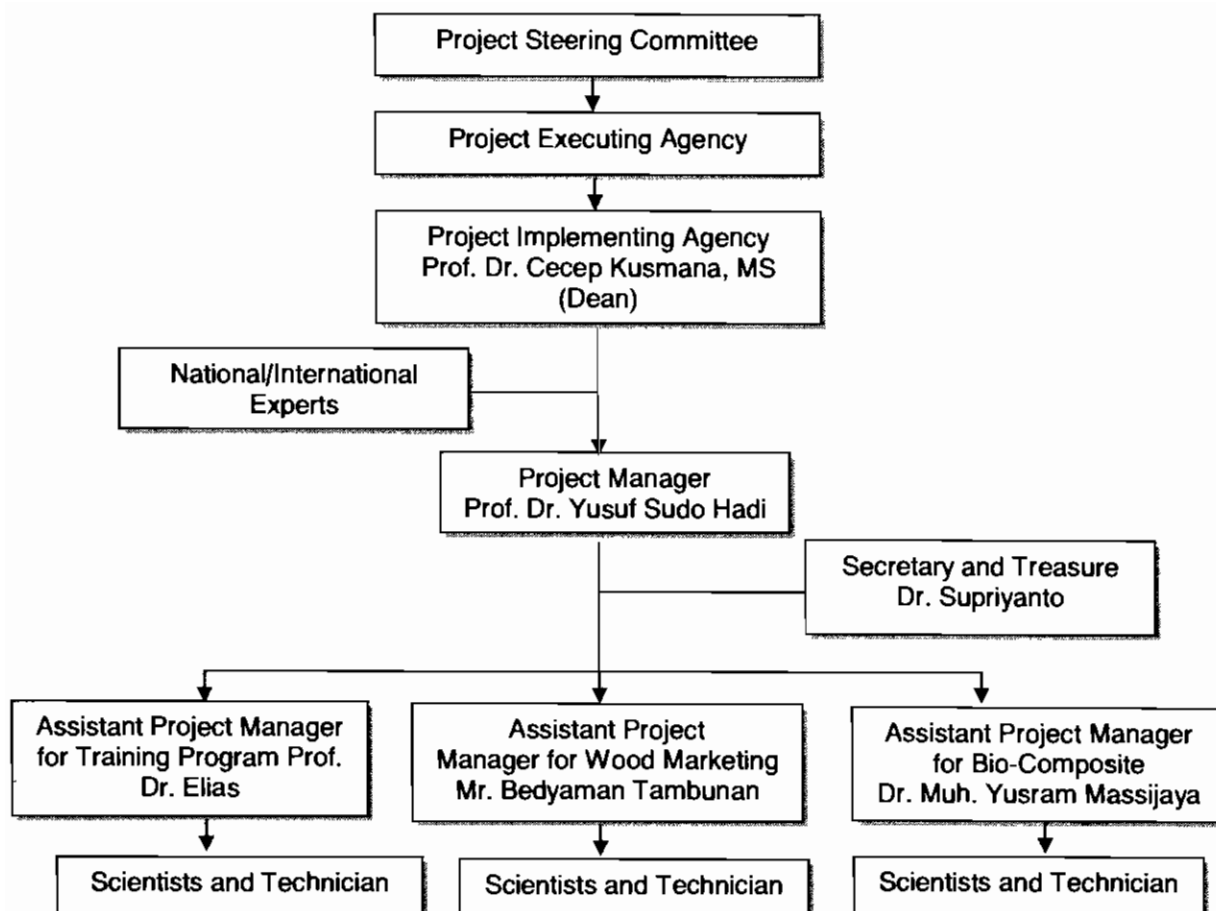 Project Steering Committee
Project Executing Agency
Project Implementing Agency
Prof. Dr. Cecep Kusmana, MS
(Dean)
National/International
Experts
Project Manager
Prof. Dr. Yusuf Sudo Hadi
Secretary and Treasure
Dr. Supriyanto
Assistant Project Manager
for Training Program Prof.
Dr. Elias
Assistant Project
Manager for Wood Marketing
Mr. Bedyaman Tambunan
Assistant Project Manager
for Bio-Composite
Dr. Muh. Yusram Massijaya
Scientists and Technician
Scientists and Technician
Scientists and Technician